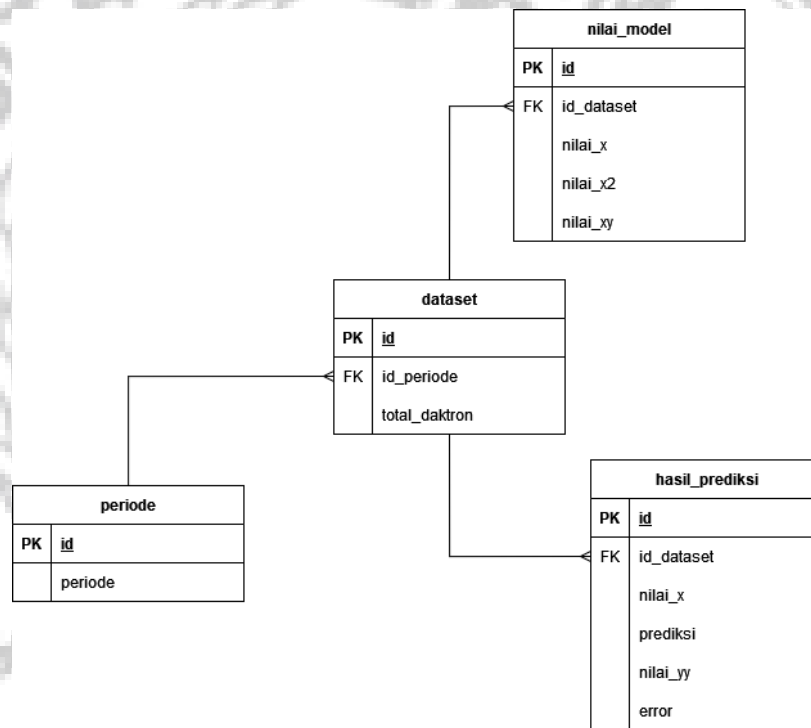 nilai_model
PK id
FK id_dataset
nilai_x
nilai_x2
nilai_xy
dataset
PK id
FK id_periode
total_daktron
periode
PK id
periode
hasil_prediksi
PK id
FK id_dataset
nilai_x
prediksi
nilai_yy
error